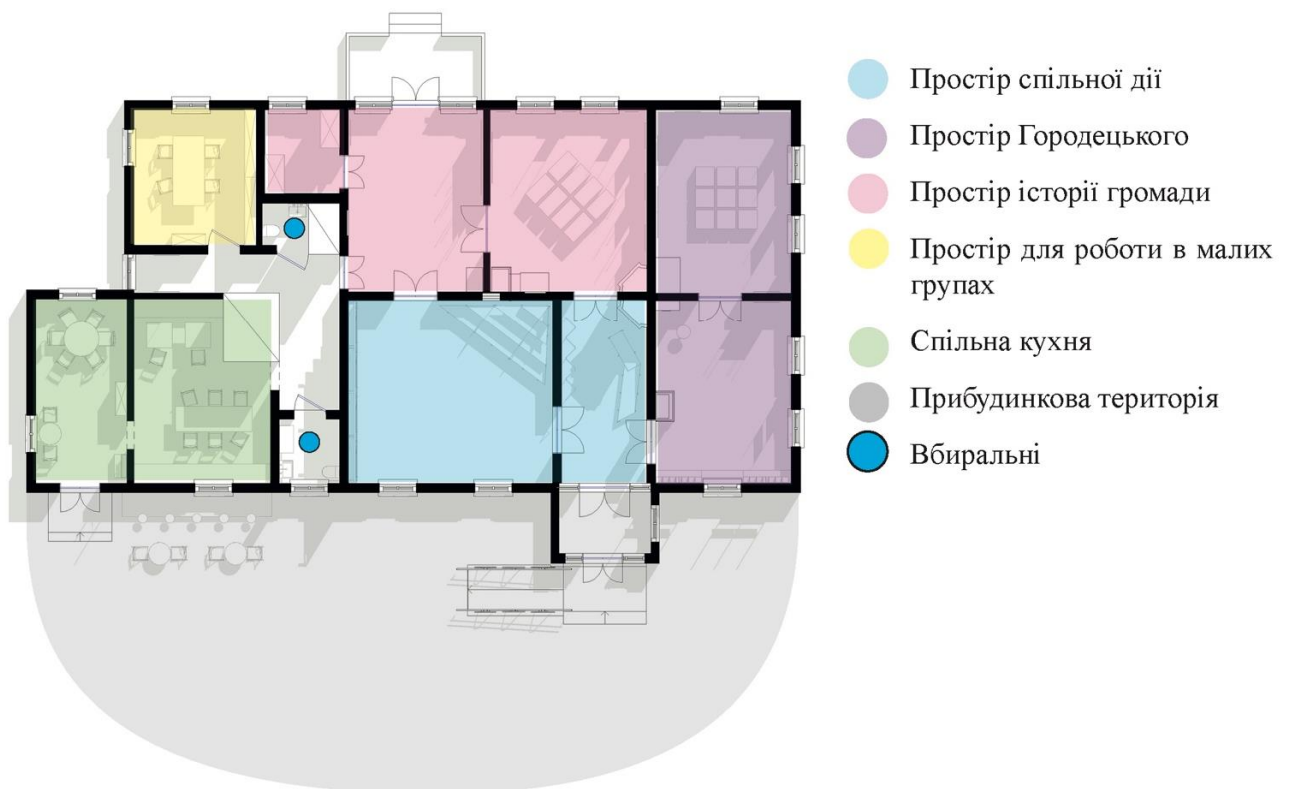 Простір спільної дії
Простір Городецького
Простір історії громади
Простір для роботи в малих
групах
Спільна кухня
Прибудинкова територія
Вбиральні